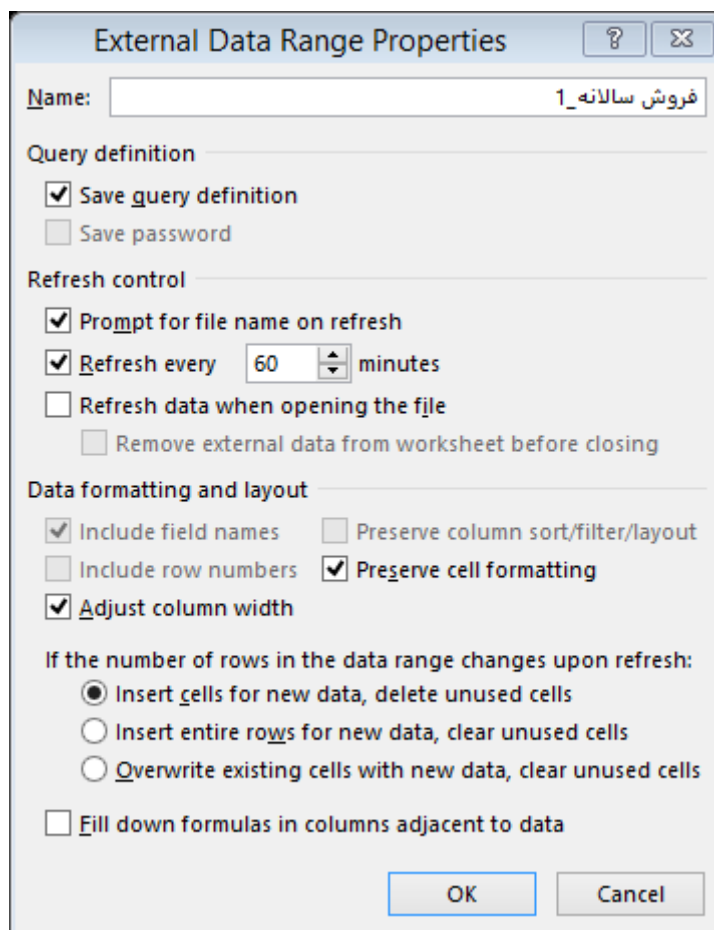 External Data Range Properties
Name: فروش سالانه_1
Query definition
Save query definition
Save password
Refresh control
Prompt for file name on refresh
Refresh every 60 minutes
Refresh data when opening the file
Remove external data from worksheet before closing
Data formatting and layout
Include field names Preserve column sort/filter/layout
Include row numbers Preserve cell formatting
Adjust column width
If the number of rows in the data range changes upon refresh:
Insert cells for new data, delete unused cells
Insert entire rows for new data, clear unused cells
Overwrite existing cells with new data, clear unused cells
Fill down formulas in columns adjacent to data
OK Cancel